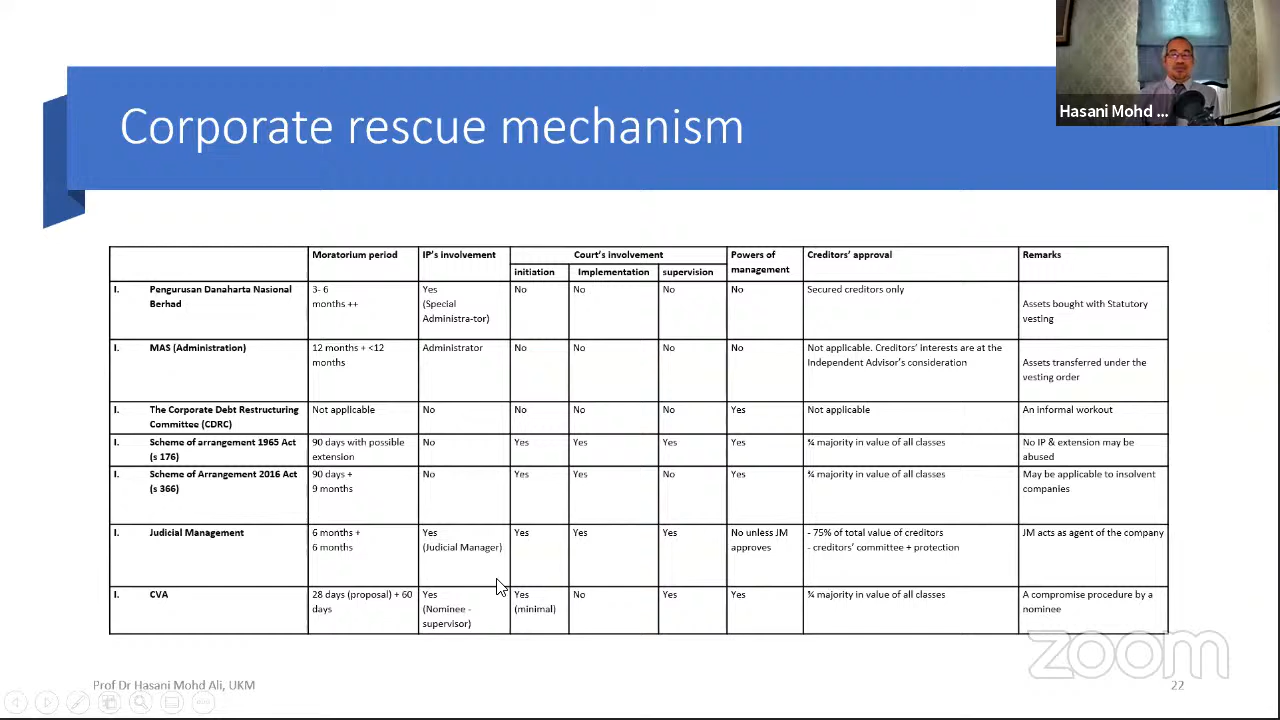 Hasani Mohd ...
Corporate rescue mechanism
Moratorium period
IP's involvement
Court's involvement
Powers of
management
Creditors' approval
Remarks
initiation
Implementation
supervision
I. Pengurusan Danaharta Nasional
Berhad
3- 6
months ++
Yes
(Special
Administra-tor)
No
No
No
No
Secured creditors only
Assets bought with Statutory
vesting
I. MAS (Administration)
12 months + <12
months
Administrator
No
No
No
No
Not applicable. Creditors' interests are at the
Independent Advisor's consideration
Assets transferred under the
vesting order
I. The Corporate Debt Restructuring
Committee (CDRC)
Not applicable
No
No
No
No
Yes
Not applicable
An informal workout
I. Scheme of arrangement 1965 Act
(s 176)
90 days with possible
extension
No
Yes
Yes
Yes
Yes
¾ majority in value of all classes
No IP & extension may be
abused
I. Scheme of Arrangement 2016 Act
(s 366)
90 days +
9 months
No
Yes
Yes
No
Yes
¾ majority in value of all classes
May be applicable to insolvent
companies
I. Judicial Management
6 months +
6 months
Yes
(Judicial Manager)
Yes
Yes
Yes
No unless JM
approves
- 75% of total value of creditors
- creditors' committee + protection
JM acts as agent of the company
I. CVA
28 days (proposal) + 60
days
Yes
(Nominee -
supervisor)
Yes
(minimal)
No
Yes
Yes
¾ majority in value of all classes
A compromise procedure by a
nominee
zoom
Prof Dr Hasani Mohd Ali, UKM
22